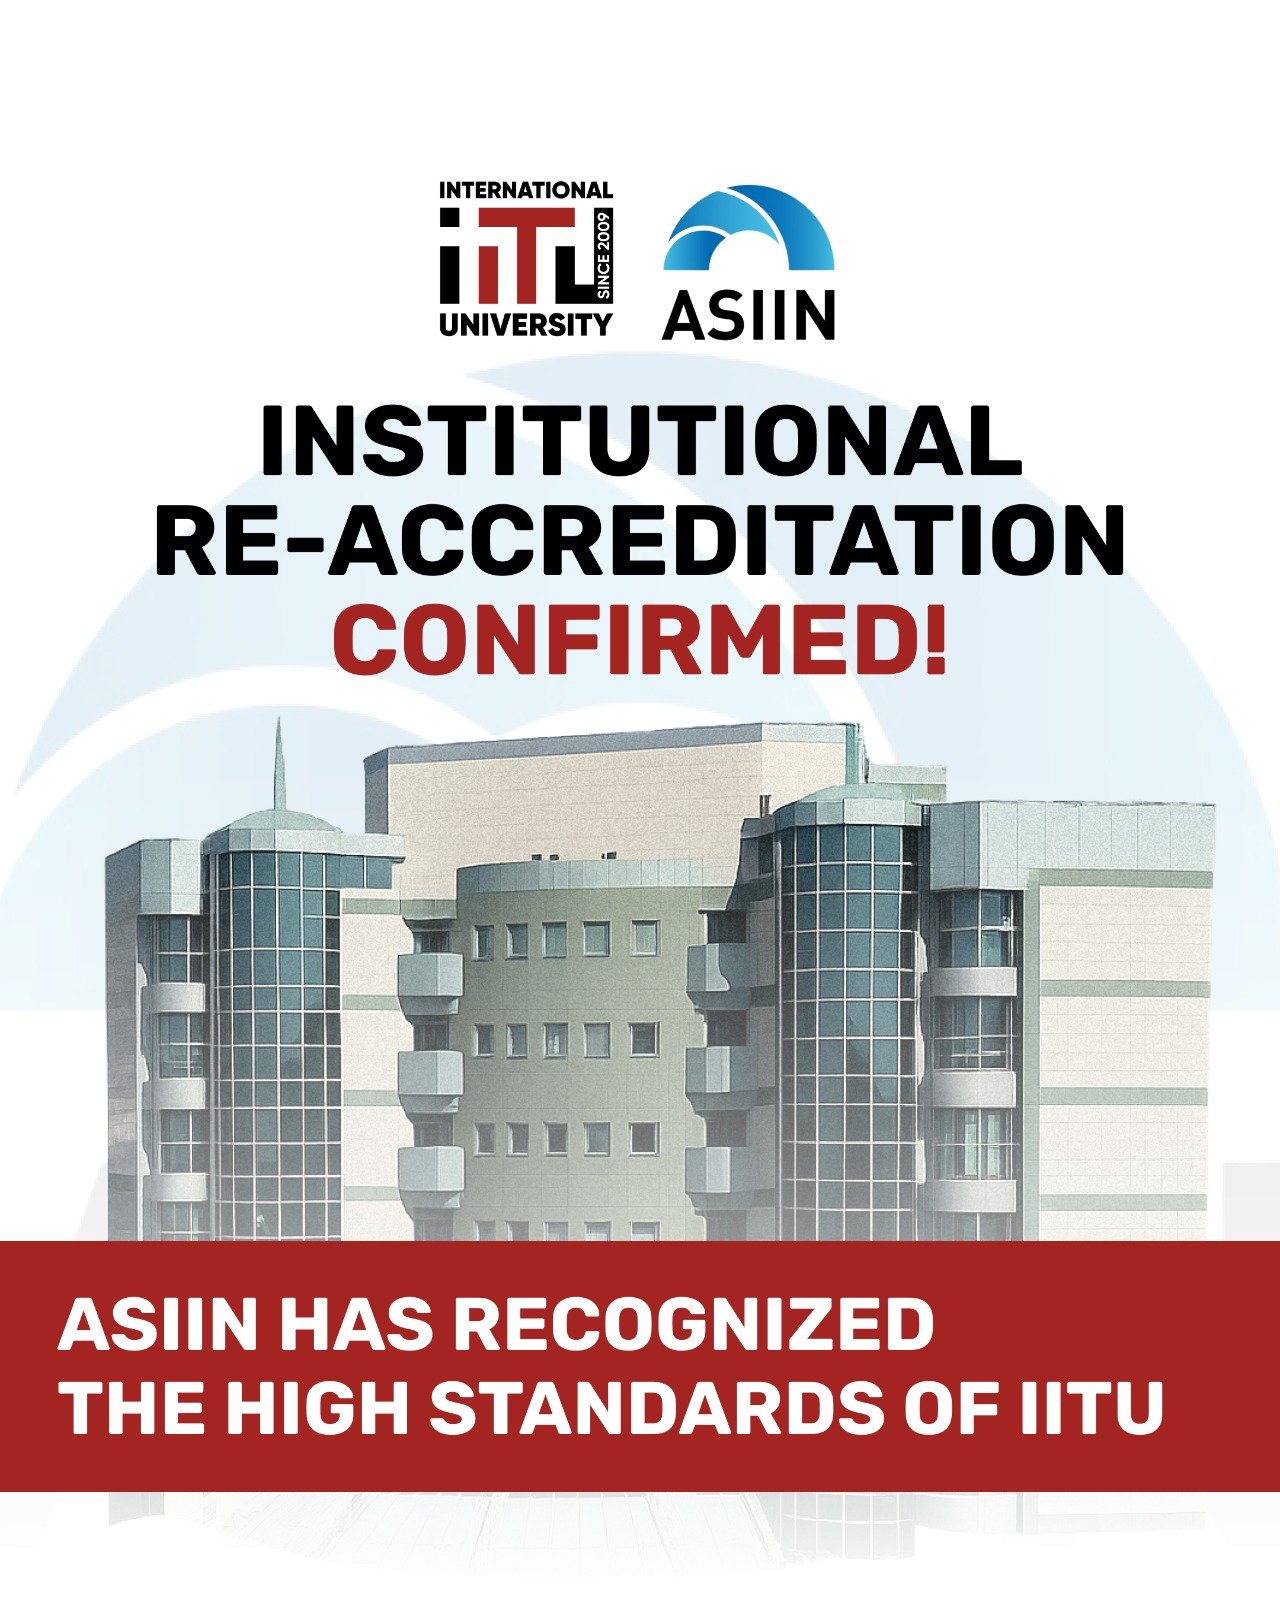 INTERNATIONAL
IITU
SINCE 2009
UNIVERSITY
ASIIN
INSTITUTIONAL
RE-ACCREDITATION
CONFIRMED!
ASIIN HAS RECOGNIZED
THE HIGH STANDARDS OF IITU